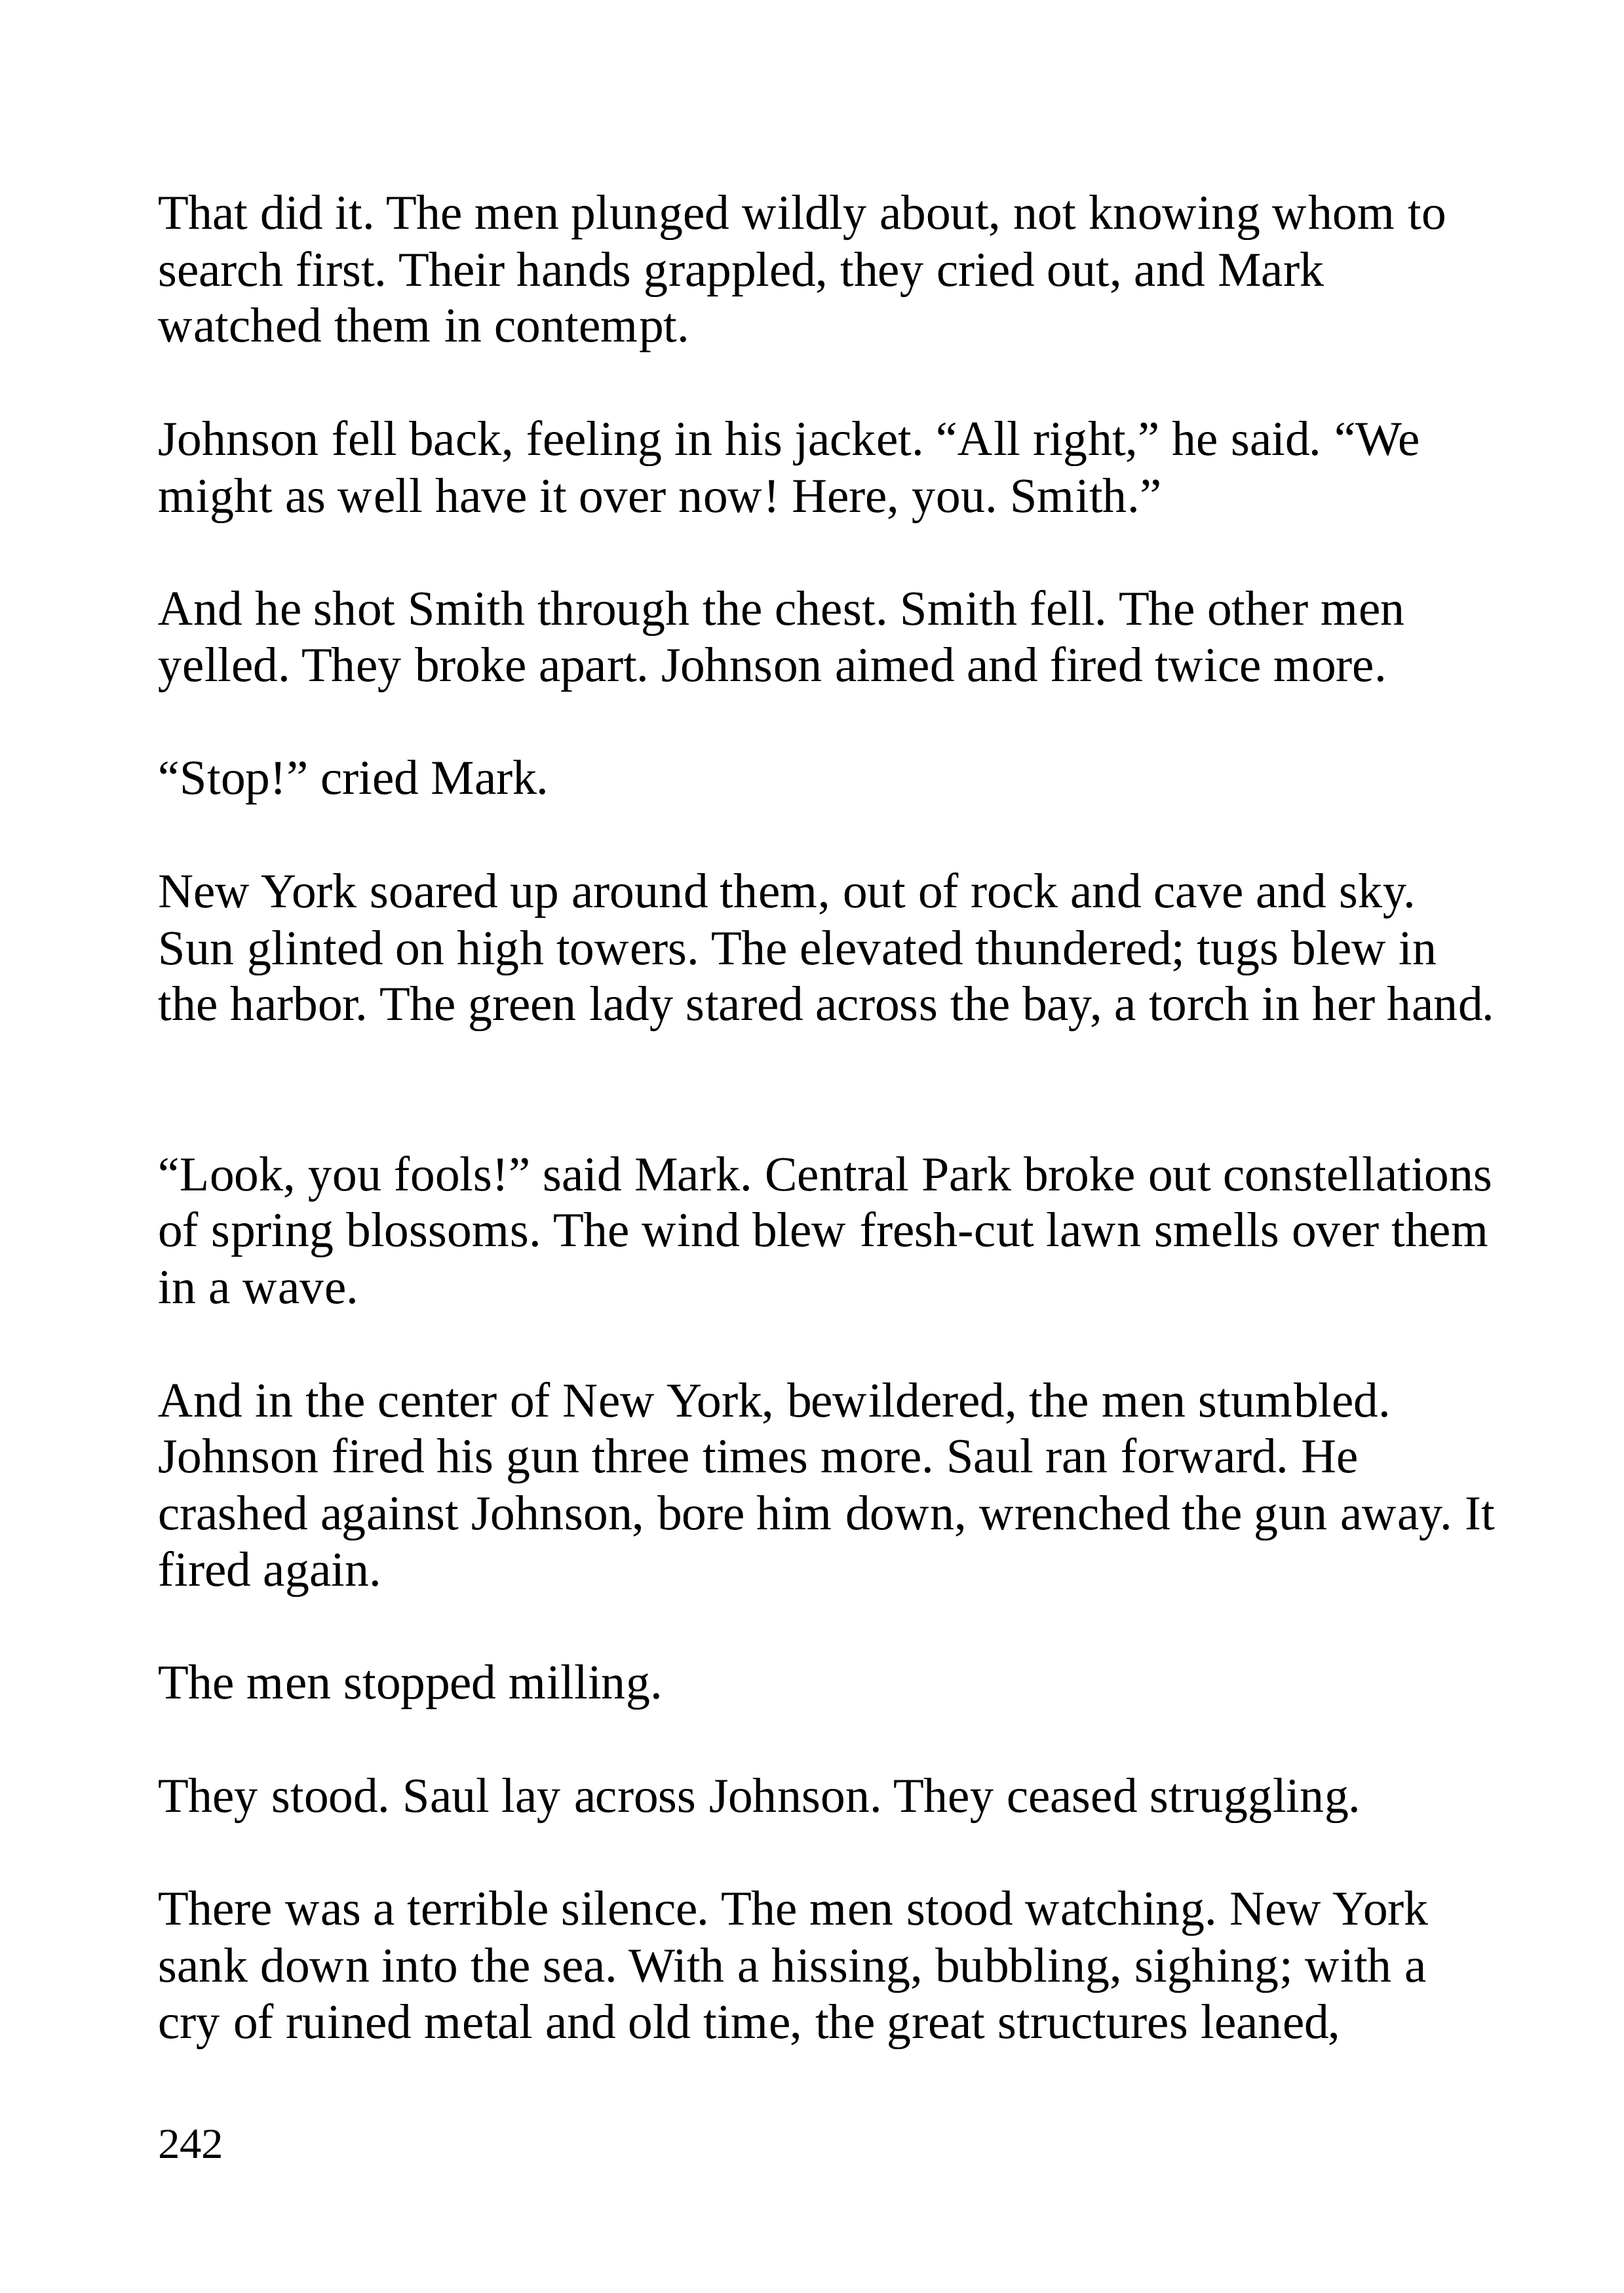 That did it. The men plunged wildly about, not knowing whom to
search first. Their hands grappled, they cried out, and Mark
watched them in contempt.
Johnson fell back, feeling in his jacket. “All right,” he said. “We
might as well have it over now! Here, you. Smith.”
And he shot Smith through the chest. Smith fell. The other men
yelled. They broke apart. Johnson aimed and fired twice more.
“Stop!” cried Mark.
New York soared up around them, out of rock and cave and sky.
Sun glinted on high towers. The elevated thundered; tugs blew in
the harbor. The green lady stared across the bay, a torch in her hand.
“Look, you fools!” said Mark. Central Park broke out constellations
of spring blossoms. The wind blew fresh-cut lawn smells over them
in a wave.
And in the center of New York, bewildered, the men stumbled.
Johnson fired his gun three times more. Saul ran forward. He
crashed against Johnson, bore him down, wrenched the gun away. It
fired again.
The men stopped milling.
They stood. Saul lay across Johnson. They ceased struggling.
There was a terrible silence. The men stood watching. New York
sank down into the sea. With a hissing, bubbling, sighing; with a
cry of ruined metal and old time, the great structures leaned,
242